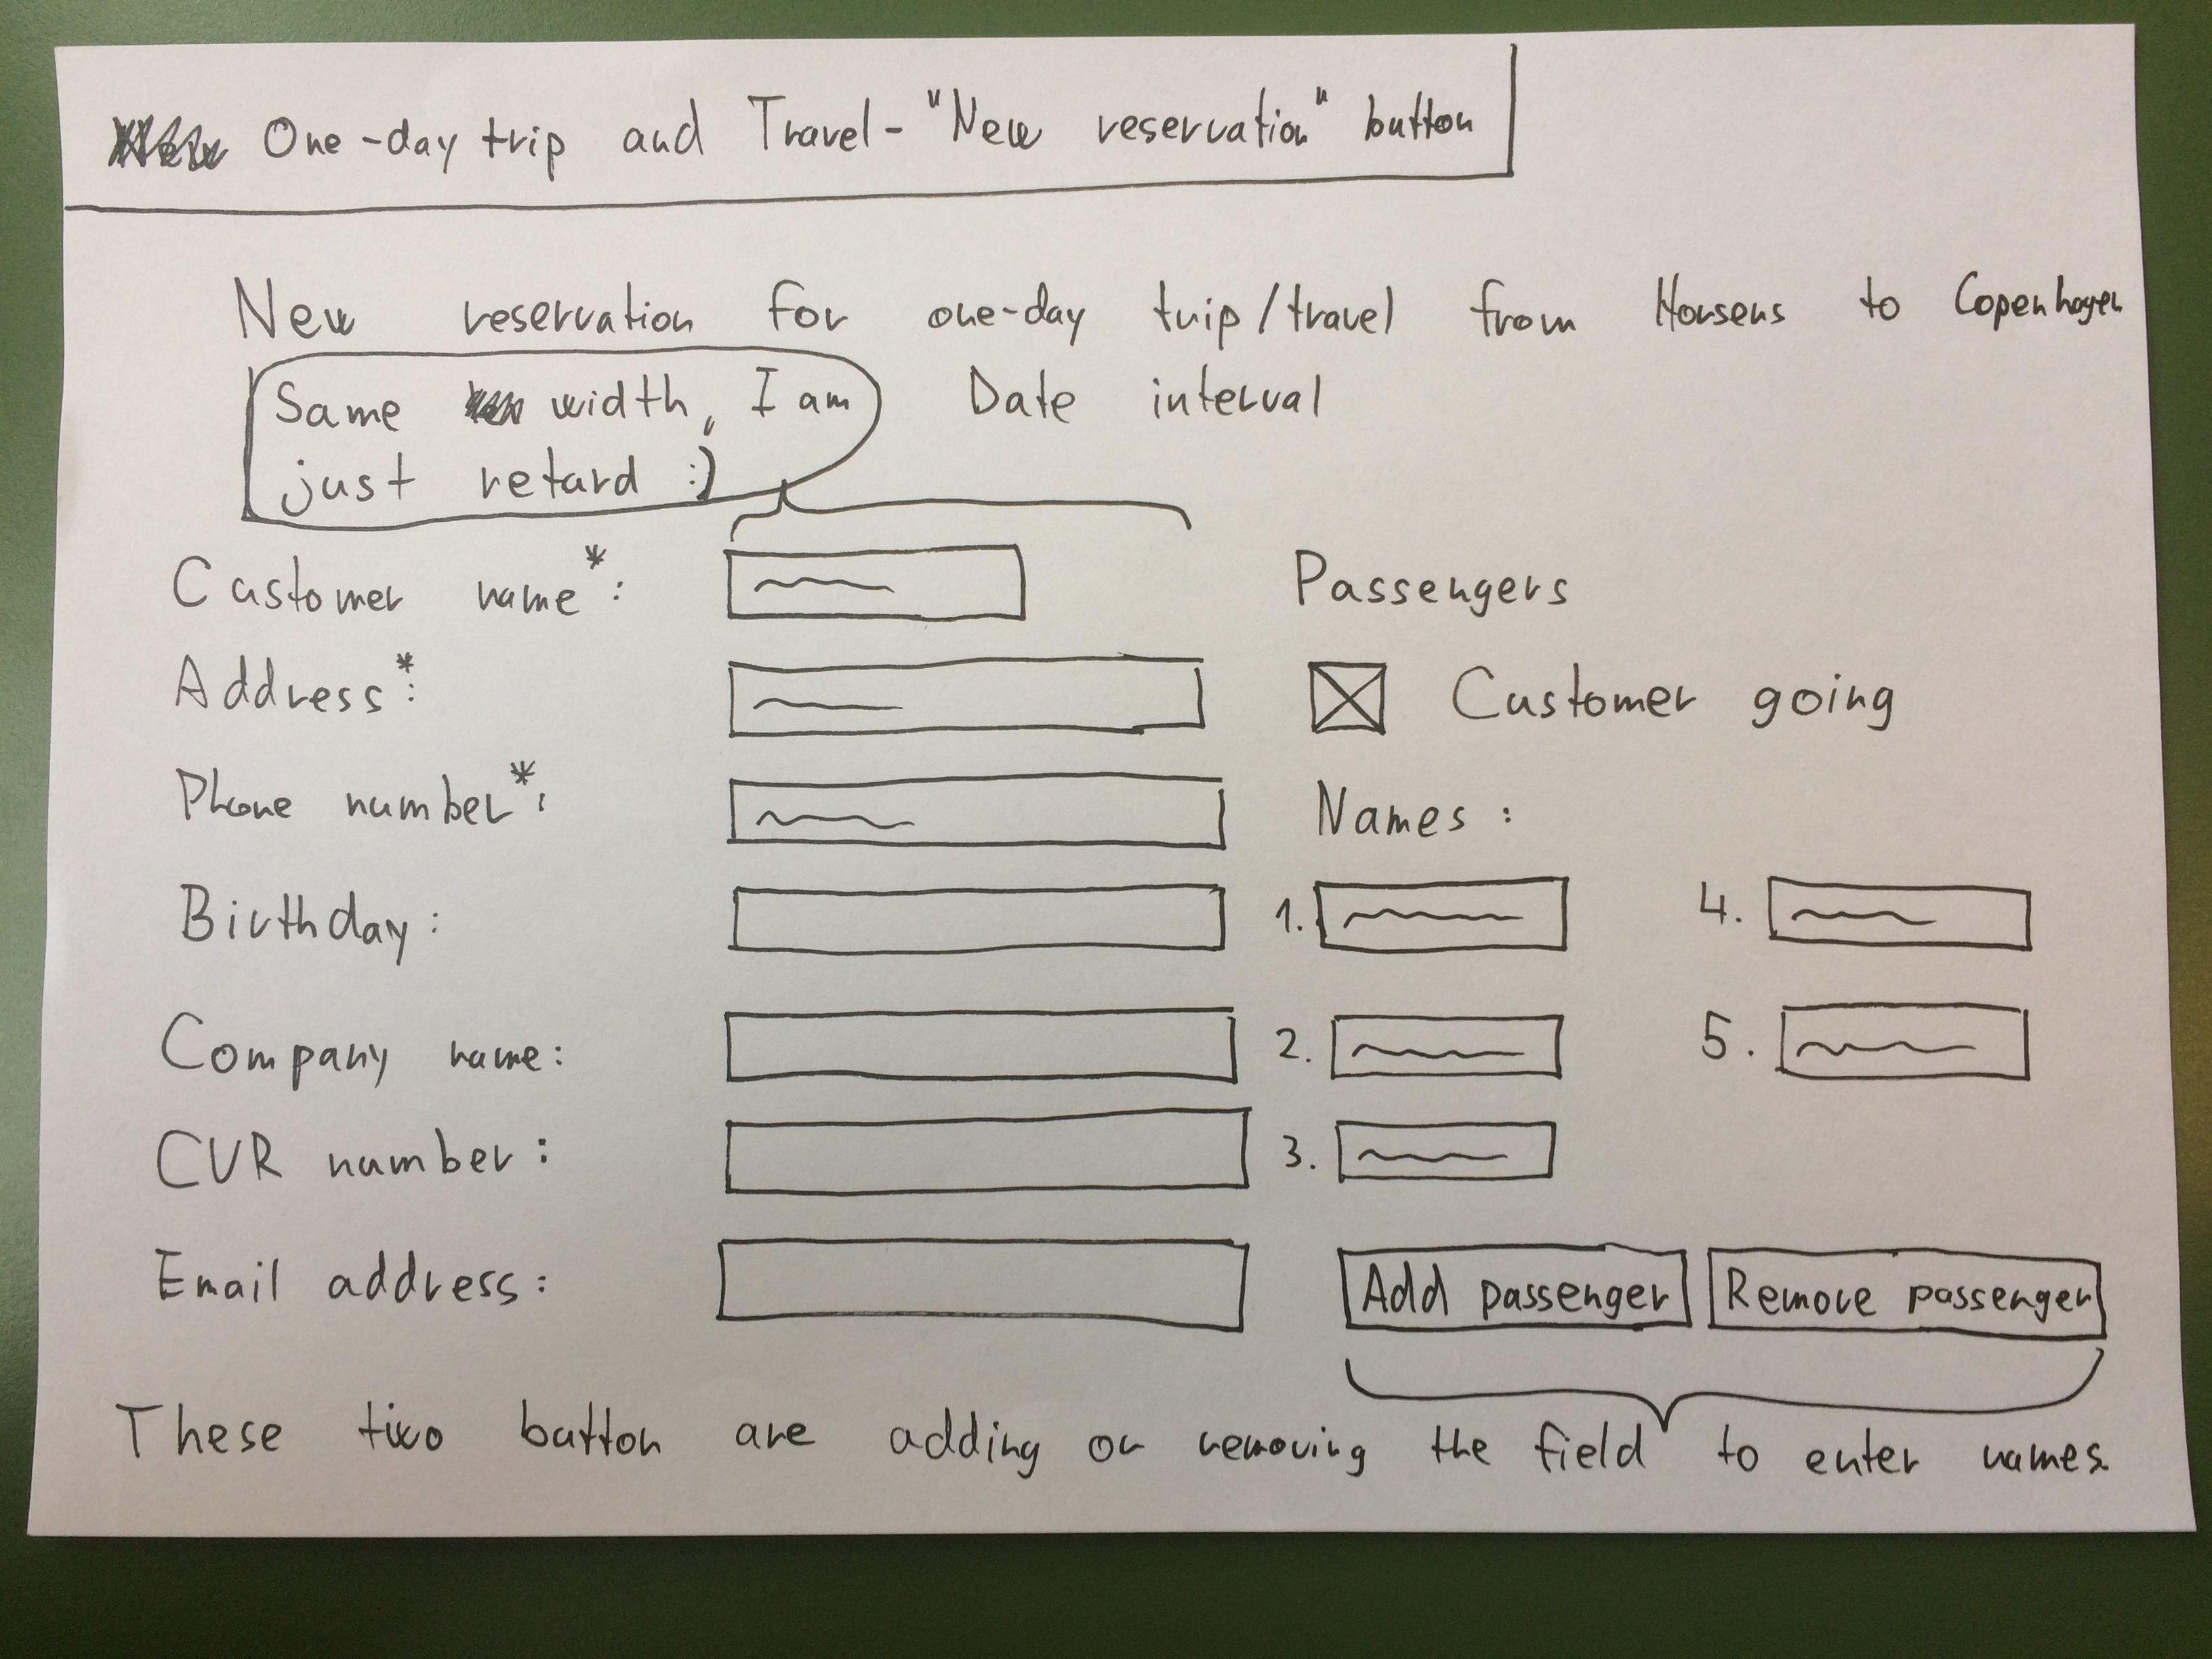 One-day trip and Travel - "New reservation" button
New reservation for one-day trip/travel from Horsens to Copenhagen
Same width, I am
just retard :)
Date interval
Customer name*:
Address*:
Phone number*:
Birthday:
Company name:
CVR number:
Email address:
Passengers
Customer going
Names:
1.
2.
3.
4.
5.
Add passenger
Remove passenger
These two button are adding or removing the field to enter names.